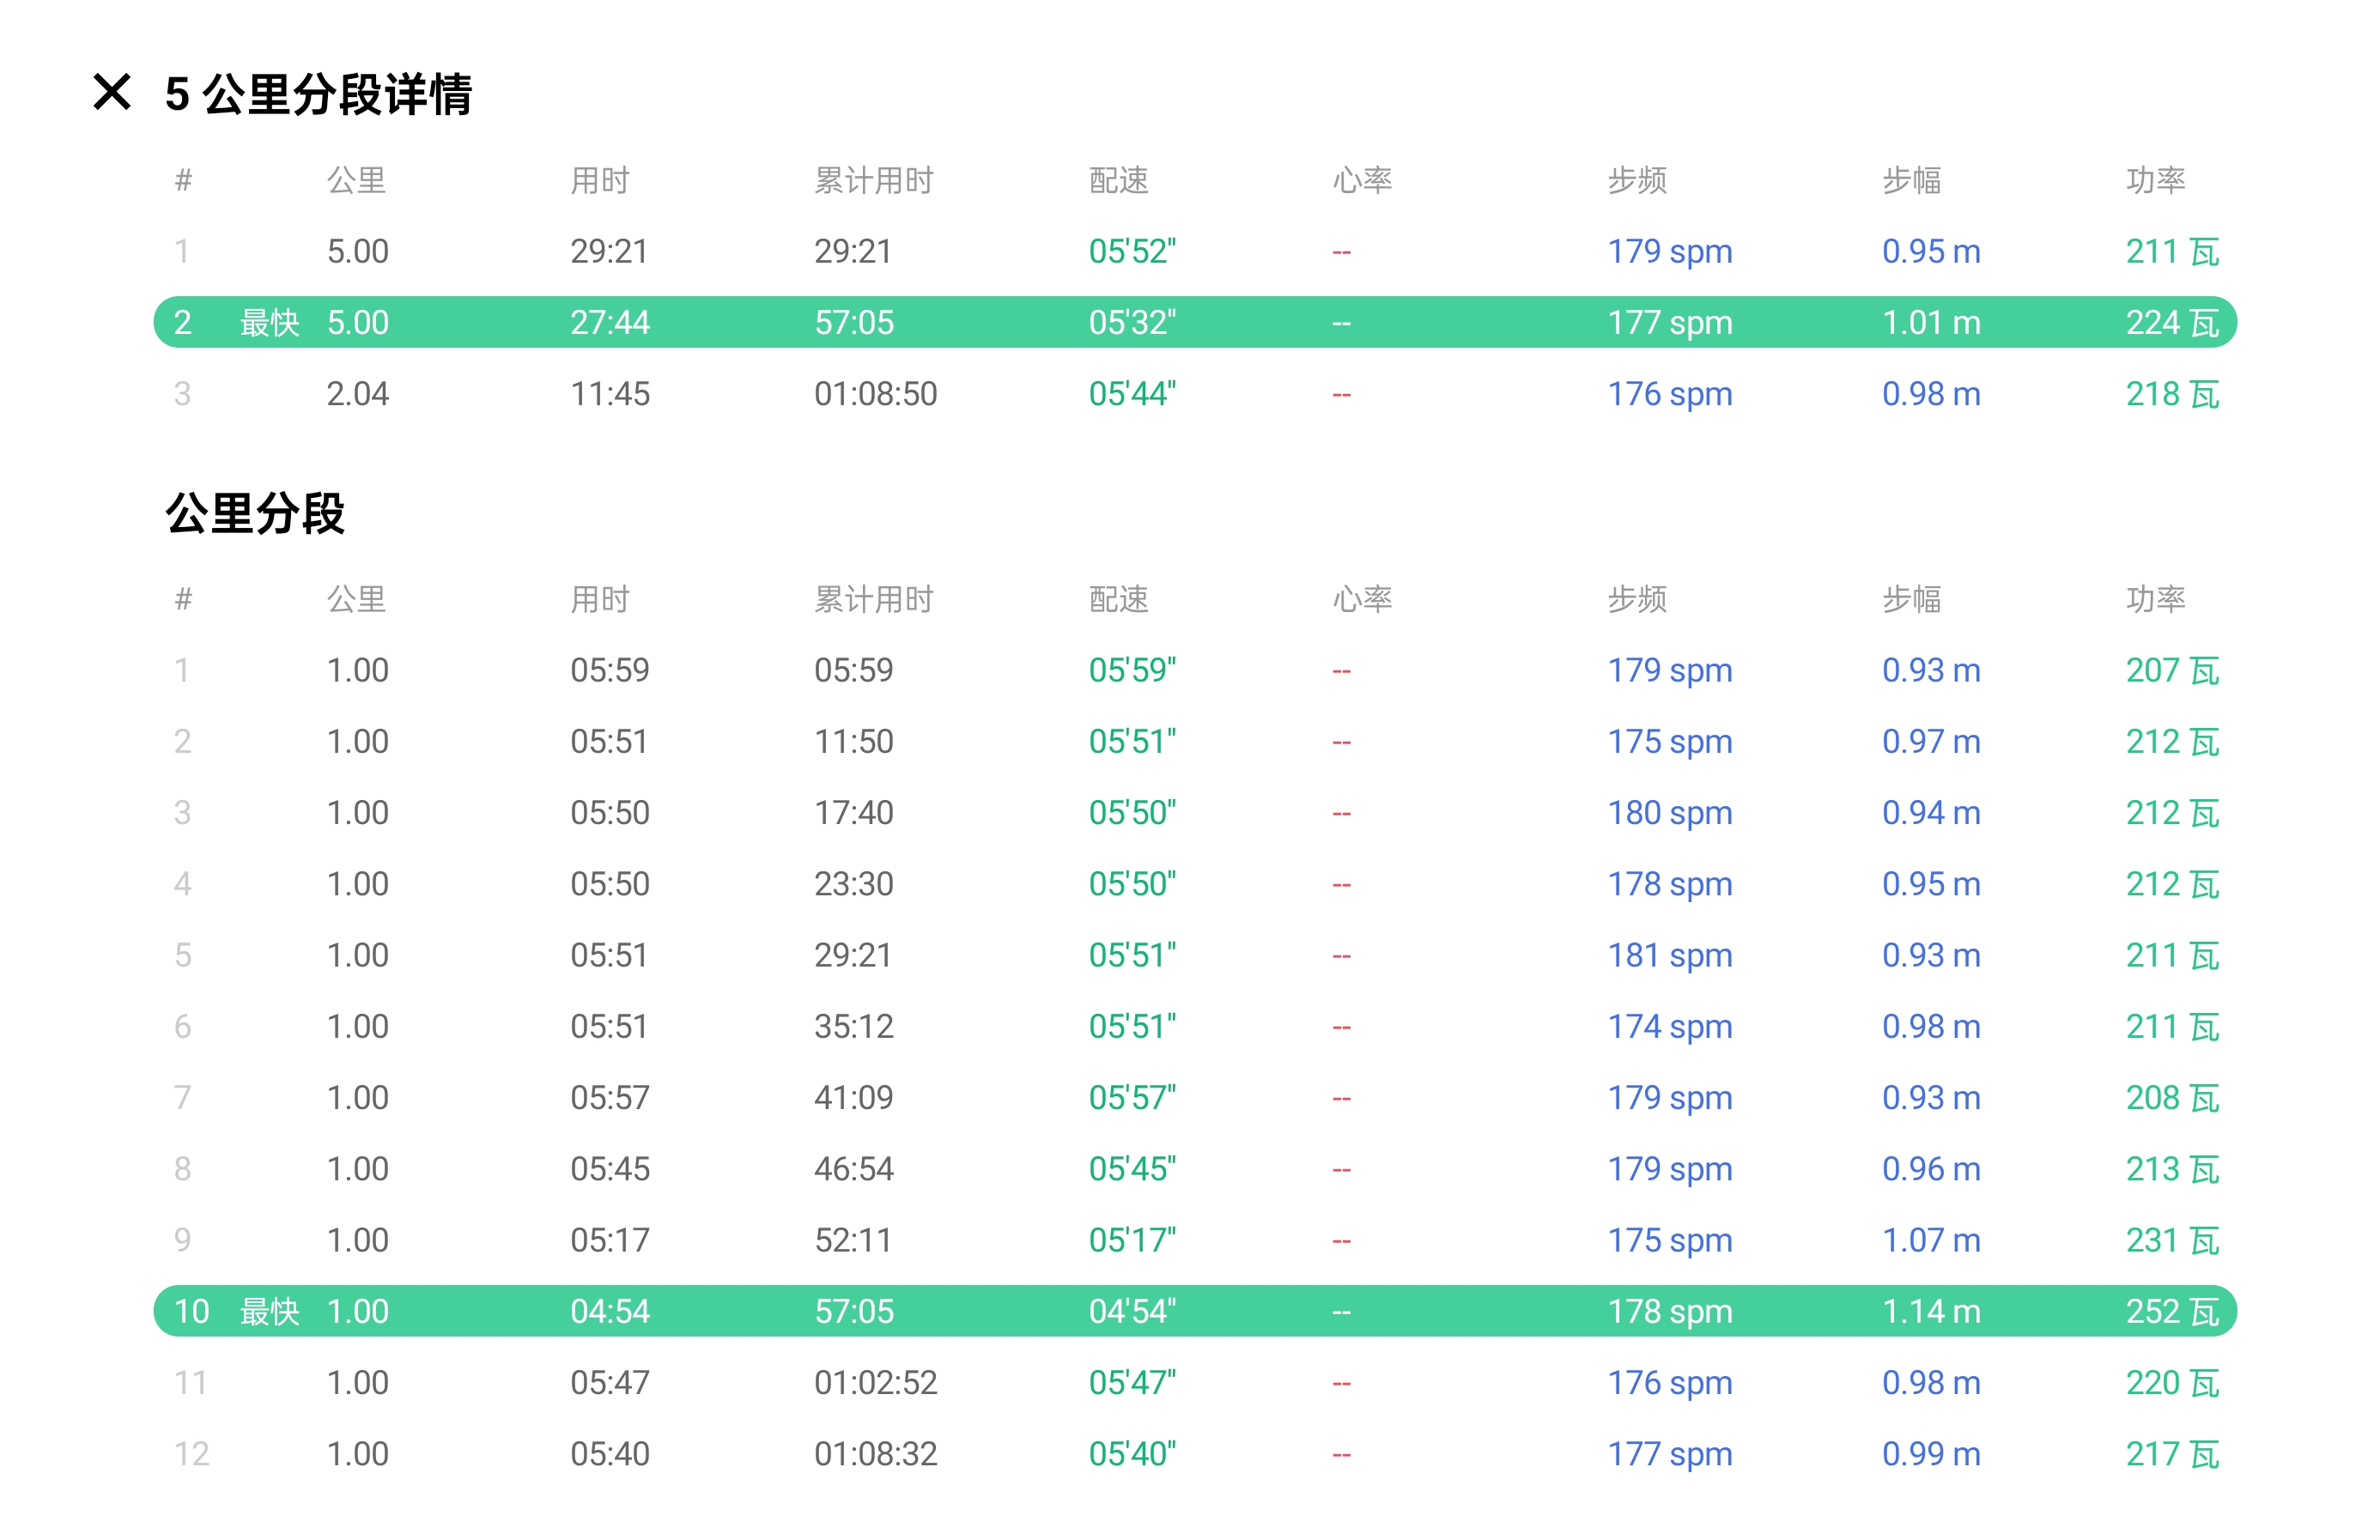 5 公里分段详情
# 公里 用时 累计用时 配速 心率 步频 步幅 功率
1 5.00 29:21 29:21 05'52" -- 179 spm 0.95 m 211 瓦
2 最快 5.00 27:44 57:05 05'32" -- 177 spm 1.01 m 224 瓦
3 2.04 11:45 01:08:50 05'44" -- 176 spm 0.98 m 218 瓦
公里分段
# 公里 用时 累计用时 配速 心率 步频 步幅 功率
1 1.00 05:59 05:59 05'59" -- 179 spm 0.93 m 207 瓦
2 1.00 05:51 11:50 05'51" -- 175 spm 0.97 m 212 瓦
3 1.00 05:50 17:40 05'50" -- 180 spm 0.94 m 212 瓦
4 1.00 05:50 23:30 05'50" -- 178 spm 0.95 m 212 瓦
5 1.00 05:51 29:21 05'51" -- 181 spm 0.93 m 211 瓦
6 1.00 05:51 35:12 05'51" -- 174 spm 0.98 m 211 瓦
7 1.00 05:57 41:09 05'57" -- 179 spm 0.93 m 208 瓦
8 1.00 05:45 46:54 05'45" -- 179 spm 0.96 m 213 瓦
9 1.00 05:17 52:11 05'17" -- 175 spm 1.07 m 231 瓦
10 最快 1.00 04:54 57:05 04'54" -- 178 spm 1.14 m 252 瓦
11 1.00 05:47 01:02:52 05'47" -- 176 spm 0.98 m 220 瓦
12 1.00 05:40 01:08:32 05'40" -- 177 spm 0.99 m 217 瓦